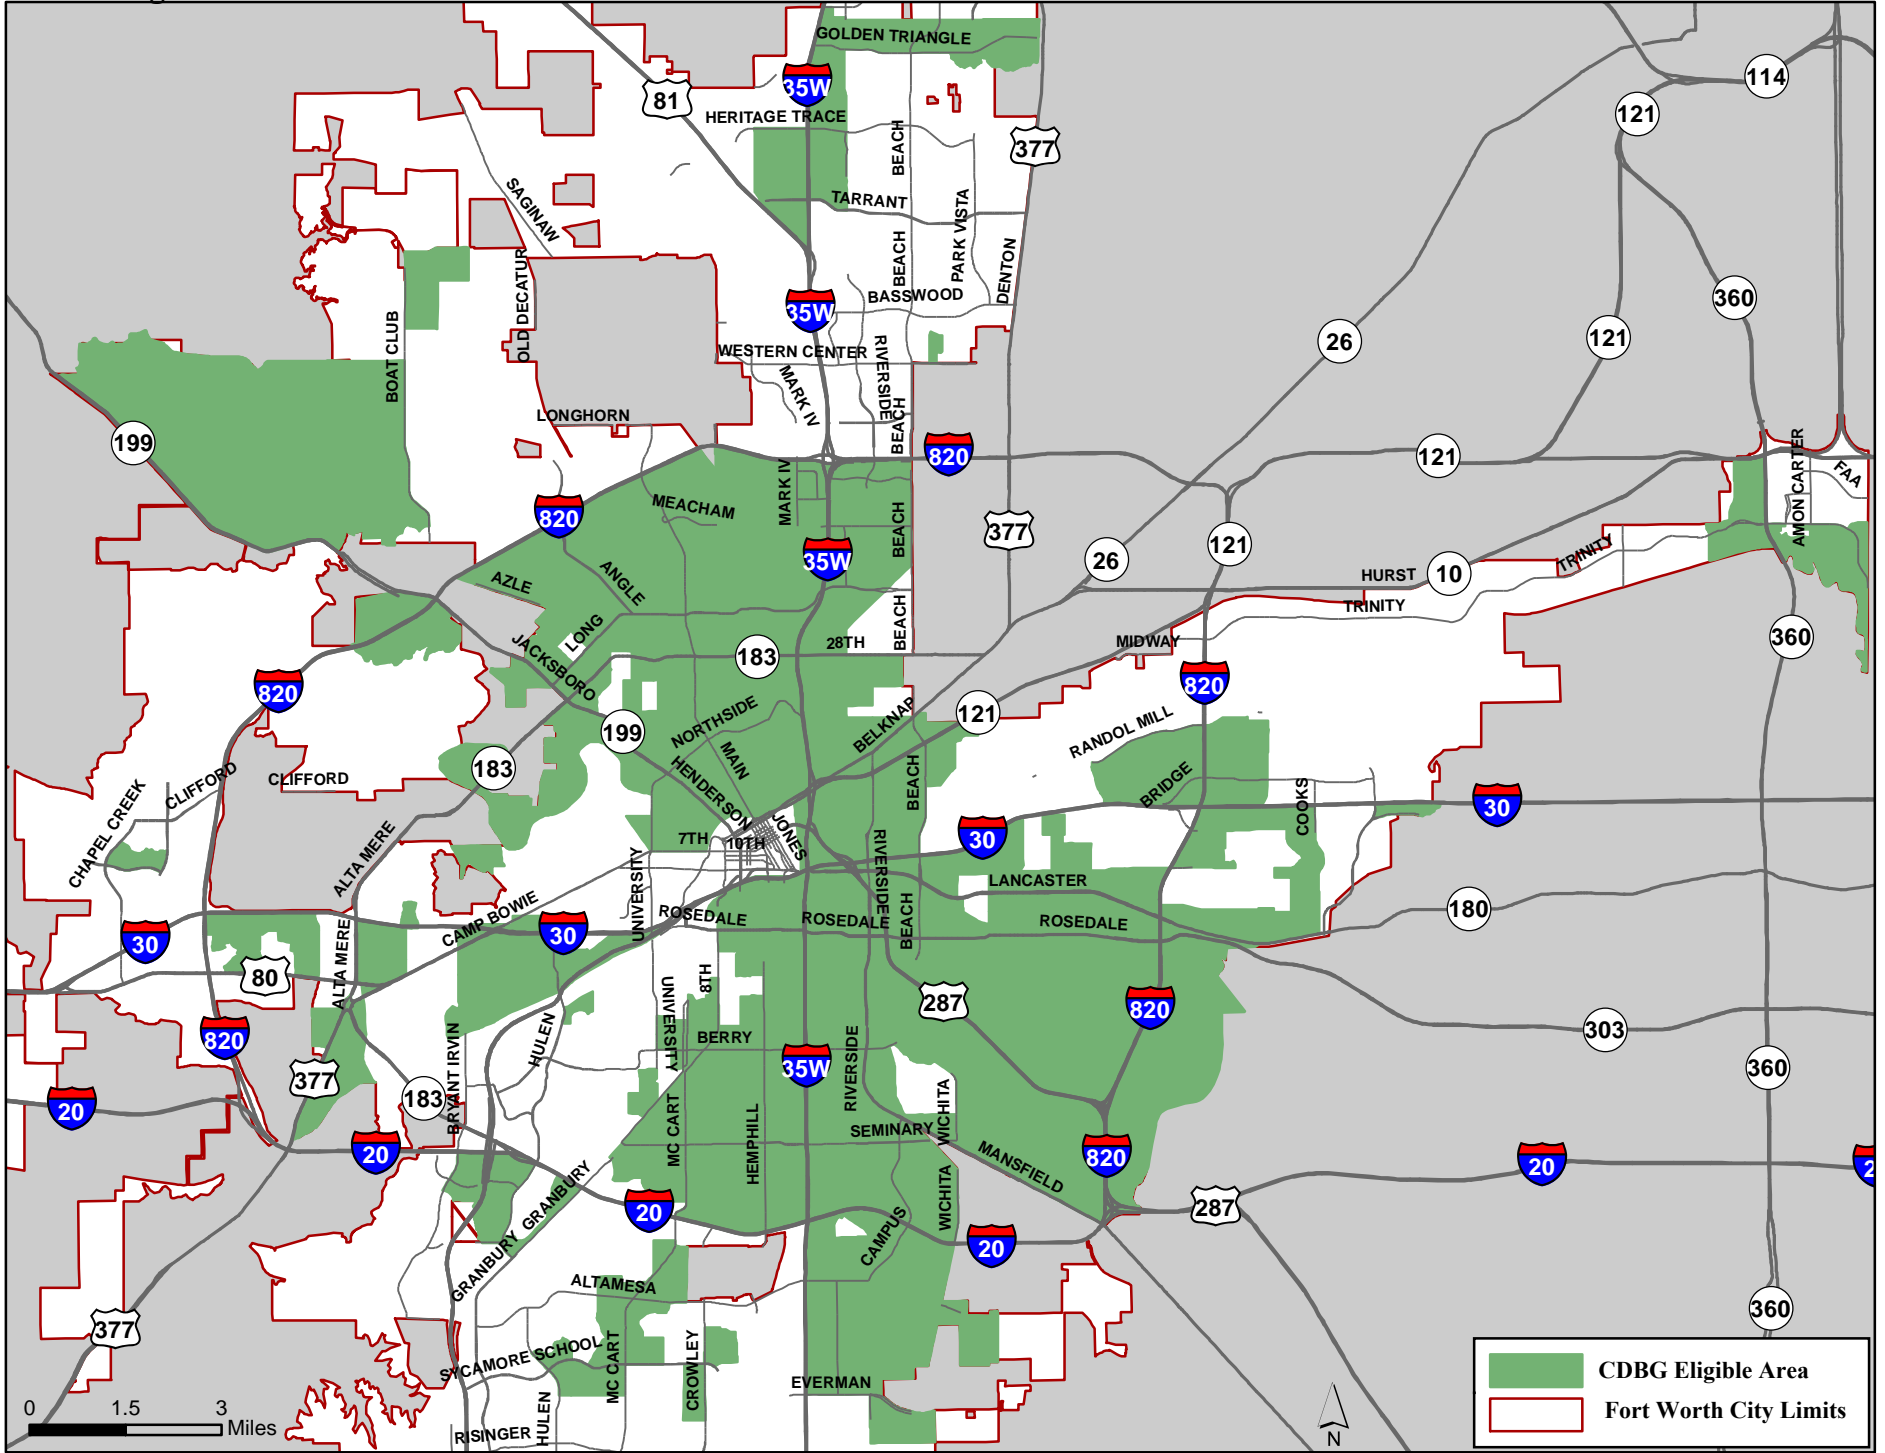 GOLDEN TRIANGLE
35W
114
81
121
HERITAGE TRACE
BEACH
377
SAGINAW
TARRANT
PARK VISTA
BEACH
DENTON
OLD DECATUR
BASSWOOD
360
35W
121
26
BOAT CLUB
WESTERN CENTER
RIVERSIDE
MARK IV
LONGHORN
BEACH
199
820
121
AMON CARTER
FAA
MARK IV
MEACHAM
820
BEACH
377
121
35W
26
TRINITY
HURST
10
AZLE
ANGLE
TRINITY
BEACH
LONG
28TH
MIDWAY
360
JACKSBORO
183
820
820
121
NORTHSIDE
BELKNAP
RANDOL MILL
199
MAIN
183
CLIFFORD
CLIFFORD
HENDERSON
BEACH
BRIDGE
COOKS
30
CHAPEL CREEK
7TH
10TH
JONES
30
ALTA MERE
UNIVERSITY
RIVERSIDE
LANCASTER
180
CAMP BOWIE
ROSEDALE
ROSEDALE
BEACH
ROSEDALE
30
30
ALTA MERE
80
8TH
UNIVERSITY
287
820
303
820
BRYANT IRVIN
HULEN
BERRY
35W
RIVERSIDE
360
377
20
183
MC CART
HEMPHILL
SEMINARY
WICHITA
20
MANSFIELD
820
20
2
GRANBURY
20
WICHITA
287
CAMPUS
20
GRANBURY
ALTAMESA
360
377
SYCAMORE SCHOOL
MC CART
CROWLEY
EVERMAN
HULEN
RISINGER
0 1.5 3
Miles
N
CDBG Eligible Area
Fort Worth City Limits